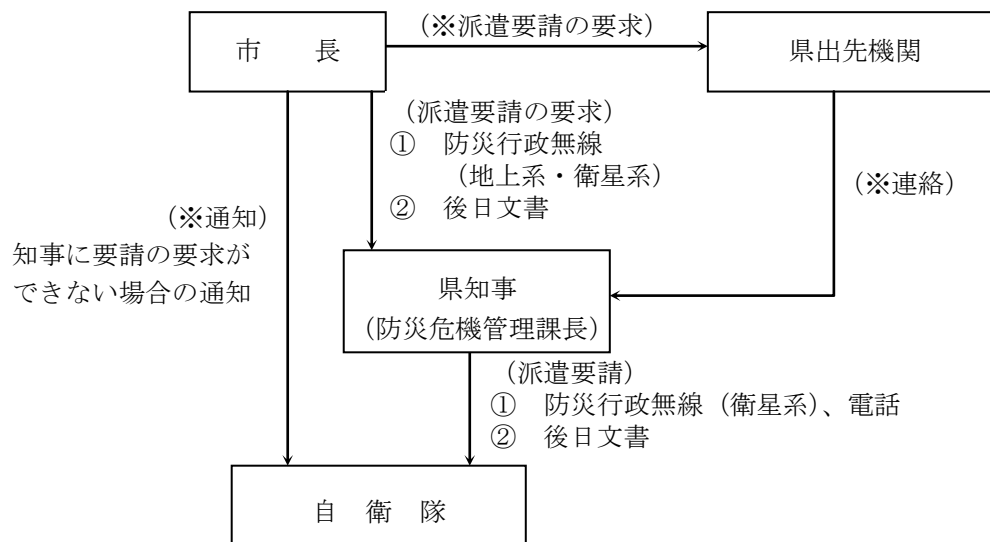 (※派遣要請の要求)
市　　長
県出先機関
(派遣要請の要求)
①　防災行政無線
(地上系・衛星系)
②　後日文書
(※連絡)
(※通知)
知事に要請の要求が
できない場合の通知
県知事
(防災危機管理課長)
(派遣要請)
①　防災行政無線（衛星系）、電話
②　後日文書
自　衛　隊